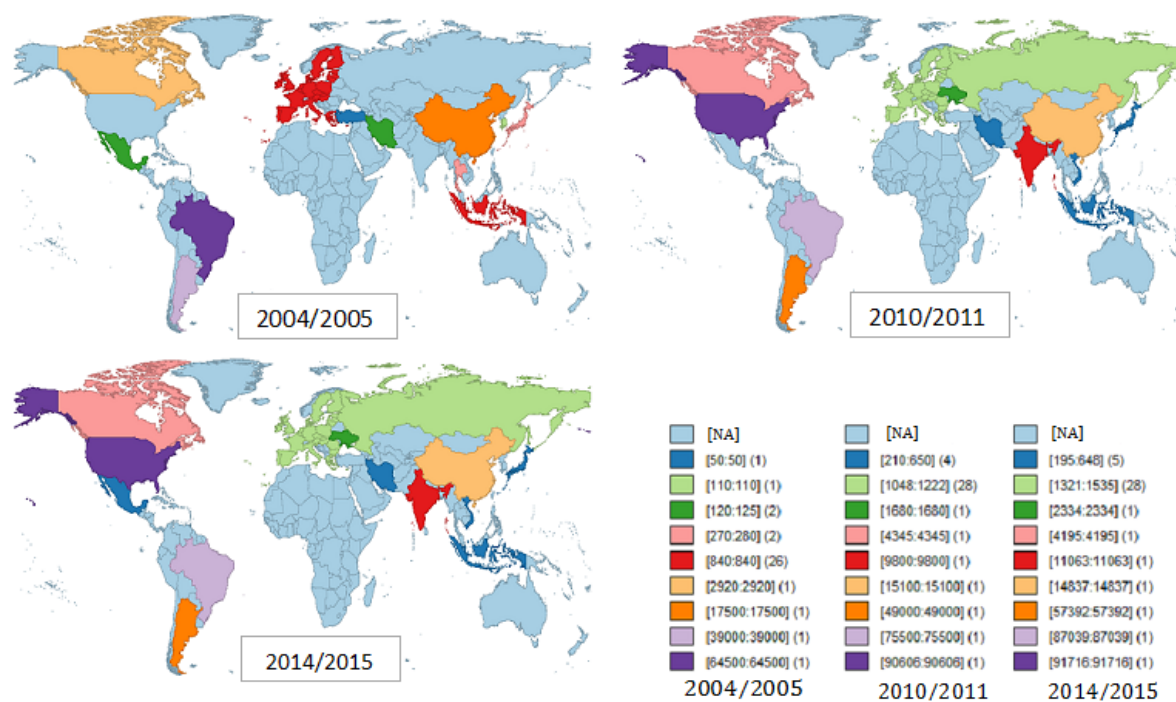 2004/2005
2010/2011
2014/2015
[NA] [NA] [NA]
[50:50] (1) [210:650] (4) [195:648] (5)
[110:110] (1) [1048:1222] (28) [1321:1535] (28)
[120:125] (2) [1680:1680] (1) [2334:2334] (1)
[270:280] (2) [4345:4345] (1) [4195:4195] (1)
[840:840] (26) [9800:9800] (1) [11063:11063] (1)
[2920:2920] (1) [15100:15100] (1) [14837:14837] (1)
[17500:17500] (1) [49000:49000] (1) [57392:57392] (1)
[39000:39000] (1) [75500:75500] (1) [87039:87039] (1)
[64500:64500] (1) [90606:90606] (1) [91716:91716] (1)
2004/2005 2010/2011 2014/2015